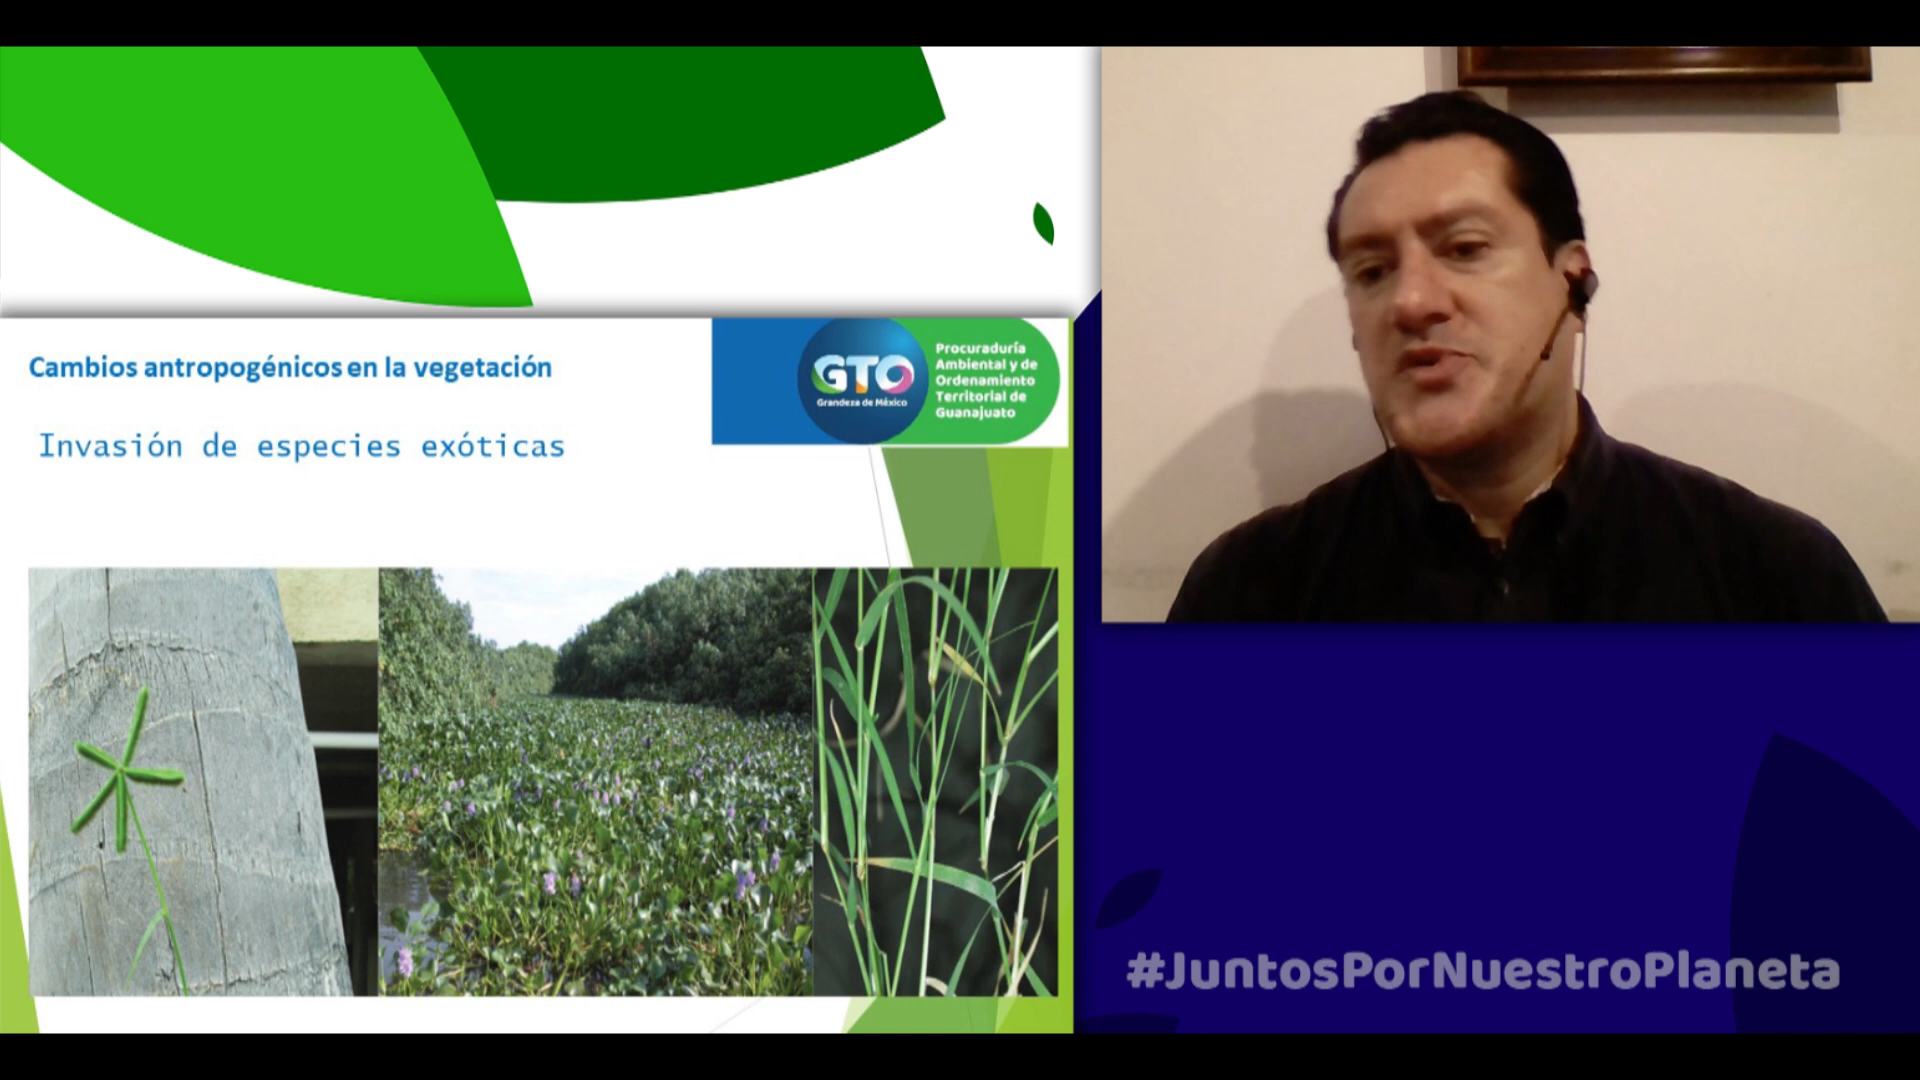 Cambios antropogénicos en la vegetación
Invasión de especies exóticas
GTO
Grandeza de México
Procuraduría
Ambiental y de
Ordenamiento
Territorial de
Guanajuato
#JuntosPorNuestroPlaneta